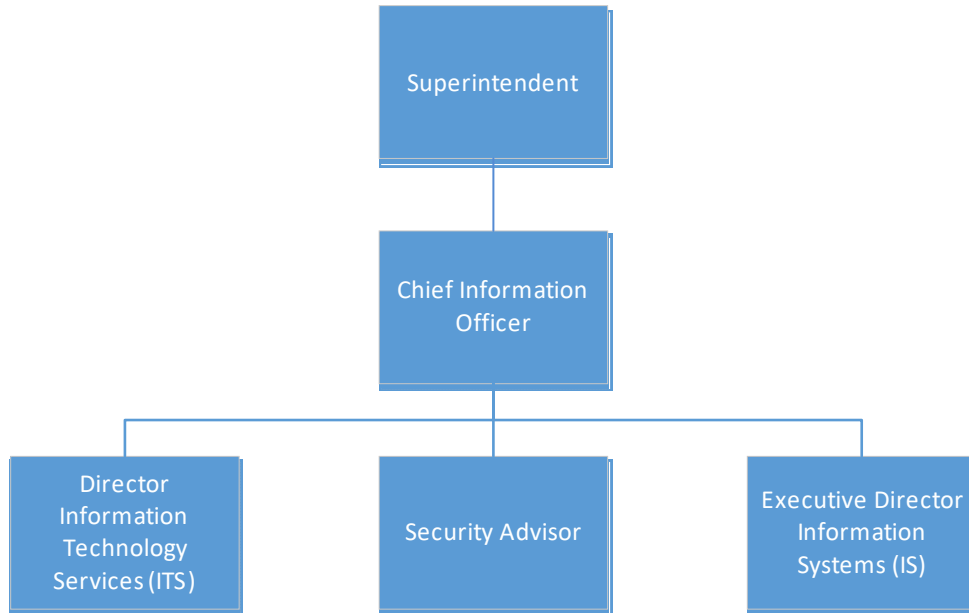 Superintendent
Chief Information
Officer
Director
Information
Technology
Services (ITS)
Security Advisor
Executive Director
Information
Systems (IS)